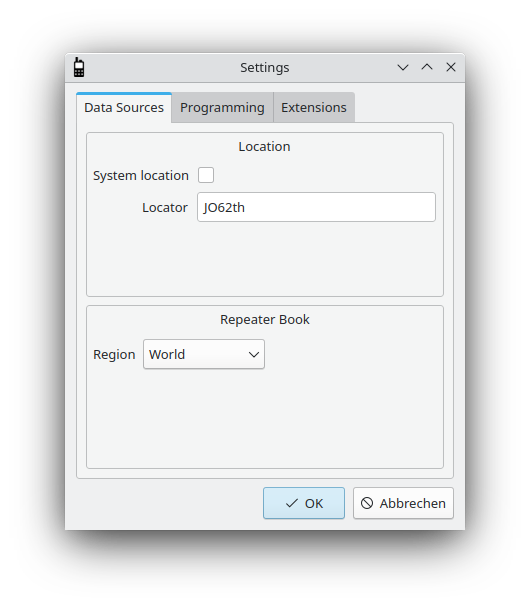 Settings
Data Sources Programming Extensions
Location
System location
Locator JO62th
Repeater Book
Region World
OK Abbrechen